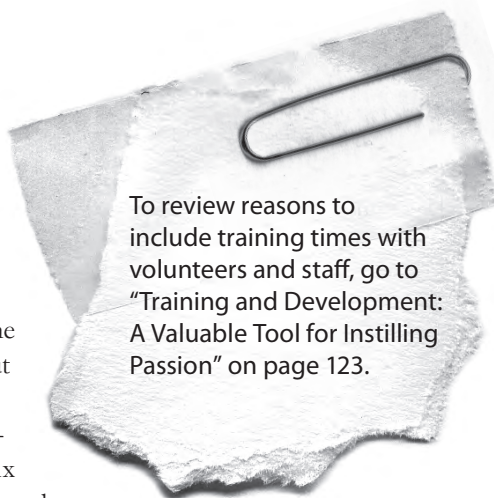 To review reasons to
include training times with
volunteers and staff, go to
“Training and Development:
A Valuable Tool for Instilling
Passion” on page 123.